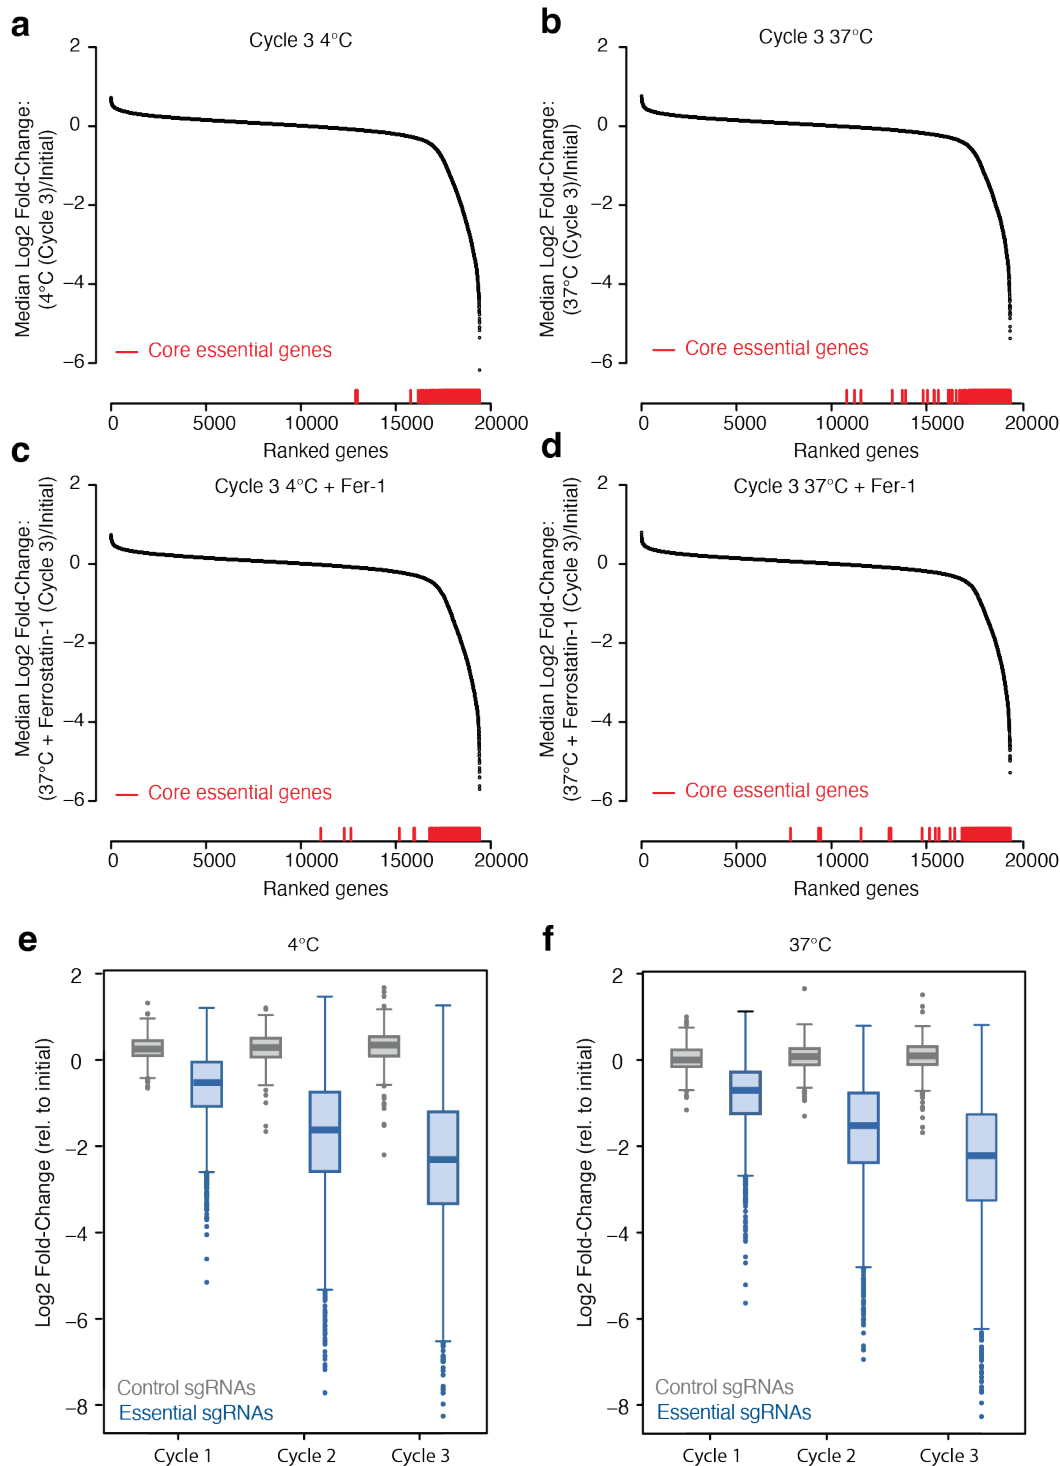 a
Cycle 3 4°C
Median Log2 Fold-Change:
(4°C (Cycle 3)/Initial)
2
0
−2
−4
−6
Core essential genes
0 5000 10000 15000 20000
Ranked genes
b
Cycle 3 37°C
Median Log2 Fold-Change:
(37°C (Cycle 3)/Initial)
2
0
−2
−4
−6
Core essential genes
0 5000 10000 15000 20000
Ranked genes
c
Cycle 3 4°C + Fer-1
Median Log2 Fold-Change:
(37°C + Ferrostatin-1 (Cycle 3)/Initial)
2
0
−2
−4
−6
Core essential genes
0 5000 10000 15000 20000
Ranked genes
d
Cycle 3 37°C + Fer-1
Median Log2 Fold-Change:
(37°C + Ferrostatin-1 (Cycle 3)/Initial)
2
0
−2
−4
−6
Core essential genes
0 5000 10000 15000 20000
Ranked genes
e
4°C
Log2 Fold-Change (rel. to initial)
2
0
−2
−4
−6
−8
Control sgRNAs
Essential sgRNAs
Cycle 1 Cycle 2 Cycle 3
f
37°C
Log2 Fold-Change (rel. to initial)
2
0
−2
−4
−6
−8
Control sgRNAs
Essential sgRNAs
Cycle 1 Cycle 2 Cycle 3